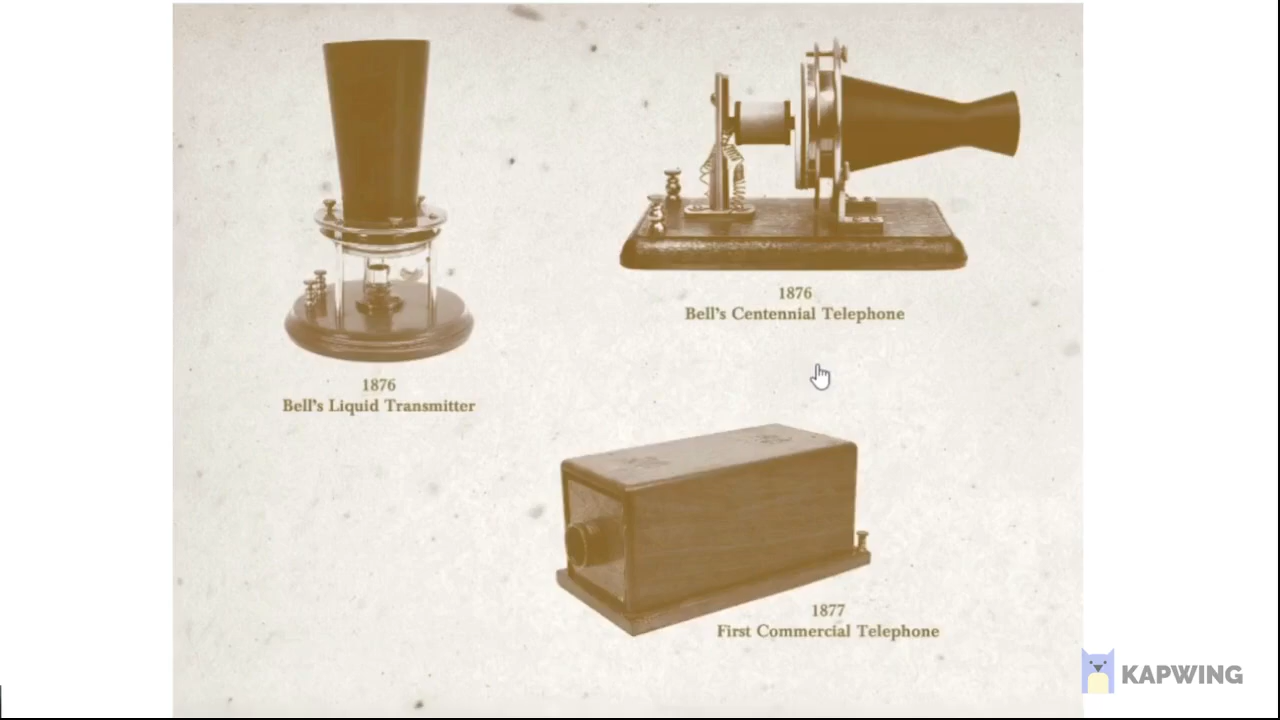 1876
Bell's Centennial Telephone
1876
Bell's Liquid Transmitter
1877
First Commercial Telephone
KAPWING